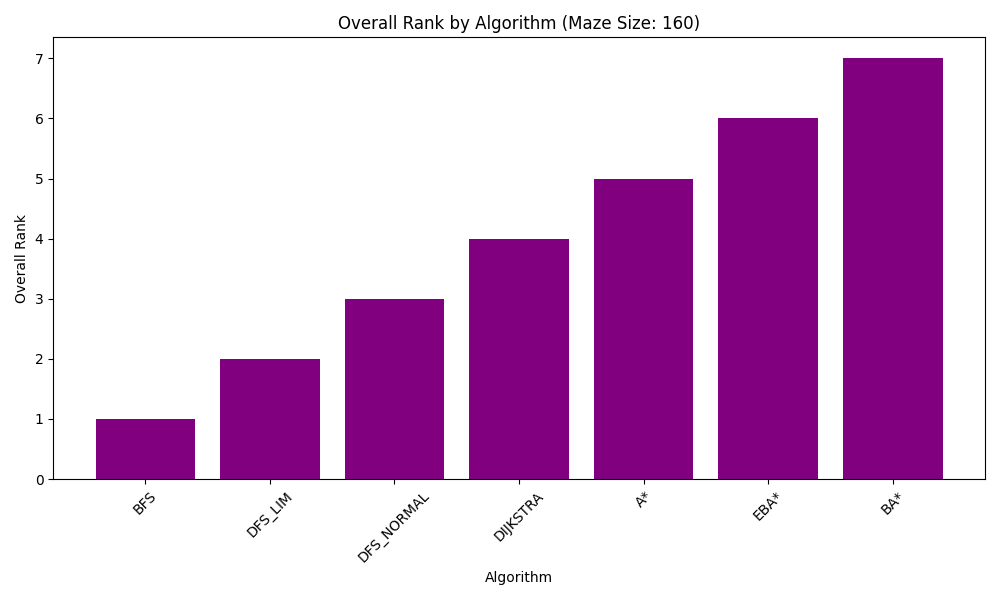 Overall Rank by Algorithm (Maze Size: 160)
Overall Rank
7
6
5
4
3
2
1
0
BFS
DFS_LIM
DFS_NORMAL
DIJKSTRA
A*
EBA*
BA*
Algorithm